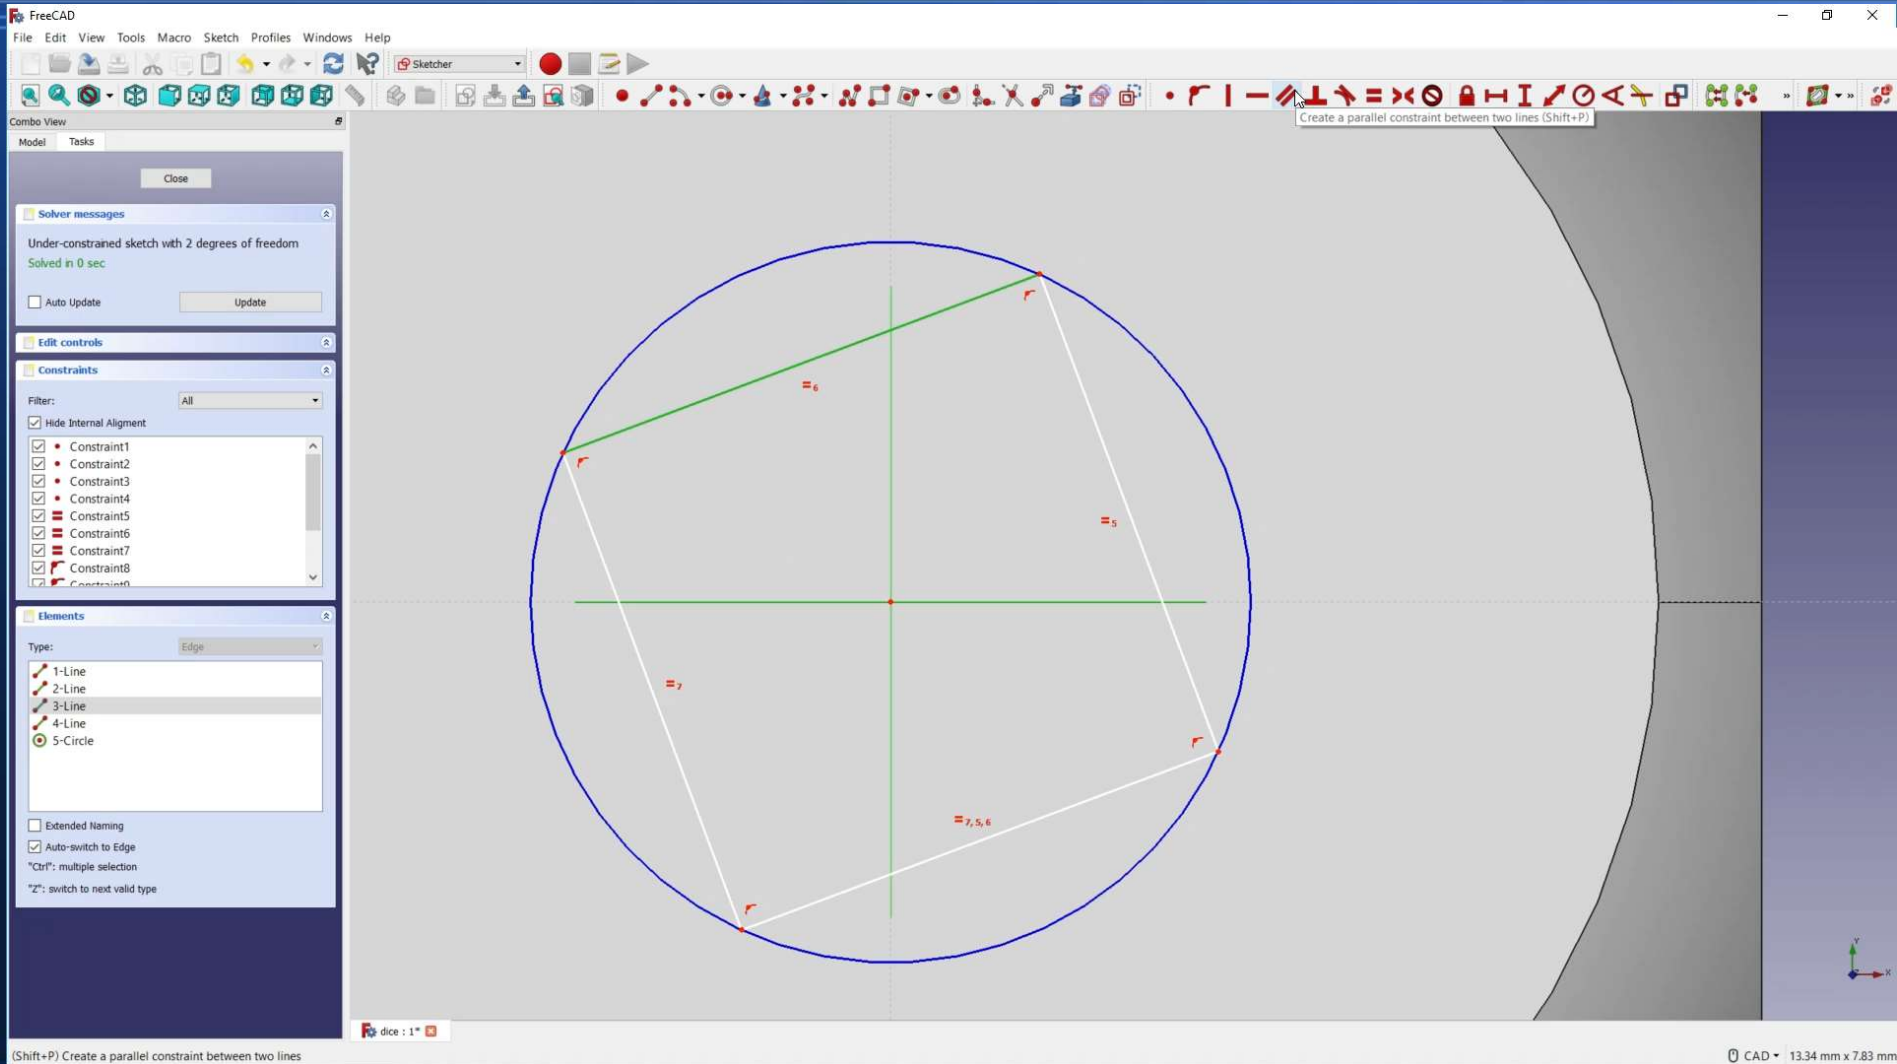 FreeCAD
File Edit View Tools Macro Sketch Profiles Windows Help
Sketcher
Create a parallel constraint between two lines (Shift+P)
Combo View
Model Tasks
Close
Solver messages
Under-constrained sketch with 2 degrees of freedom
Solved in 0 sec
Auto Update Update
Edit controls
Constraints
Filter: All
Hide Internal Aligment
Constraint1
Constraint2
Constraint3
Constraint4
Constraint5
Constraint6
Constraint7
Constraint8
Constraint9
Elements
Type: Edge
1-Line
2-Line
3-Line
4-Line
5-Circle
Extended Naming
Auto-switch to Edge
"Ctrl": multiple selection
"Z": switch to next valid type
=6
=5
=7
=7, 5, 6
Y
X
dice : 1*
(Shift+P) Create a parallel constraint between two lines
CAD 13.34 mm x 7.83 mm